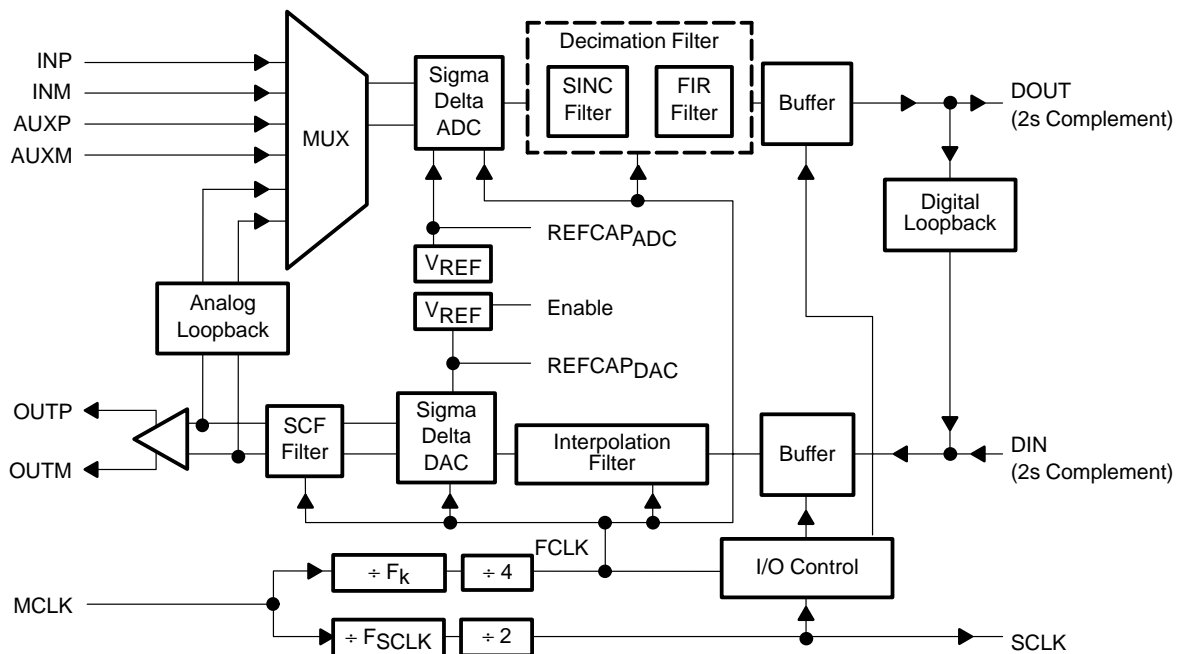 Decimation Filter
INP
INM
AUXP
AUXM
MUX
Sigma
Delta
ADC
SINC
Filter
FIR
Filter
Buffer
DOUT
(2s Complement)
Digital
Loopback
REFCAPADC
VREF
Analog
Loopback
VREF
Enable
REFCAPDAC
OUTP
OUTM
SCF
Filter
Sigma
Delta
DAC
Interpolation
Filter
Buffer
DIN
(2s Complement)
FCLK
÷ Fk
÷ 4
I/O Control
MCLK
÷ FSCLK
÷ 2
SCLK